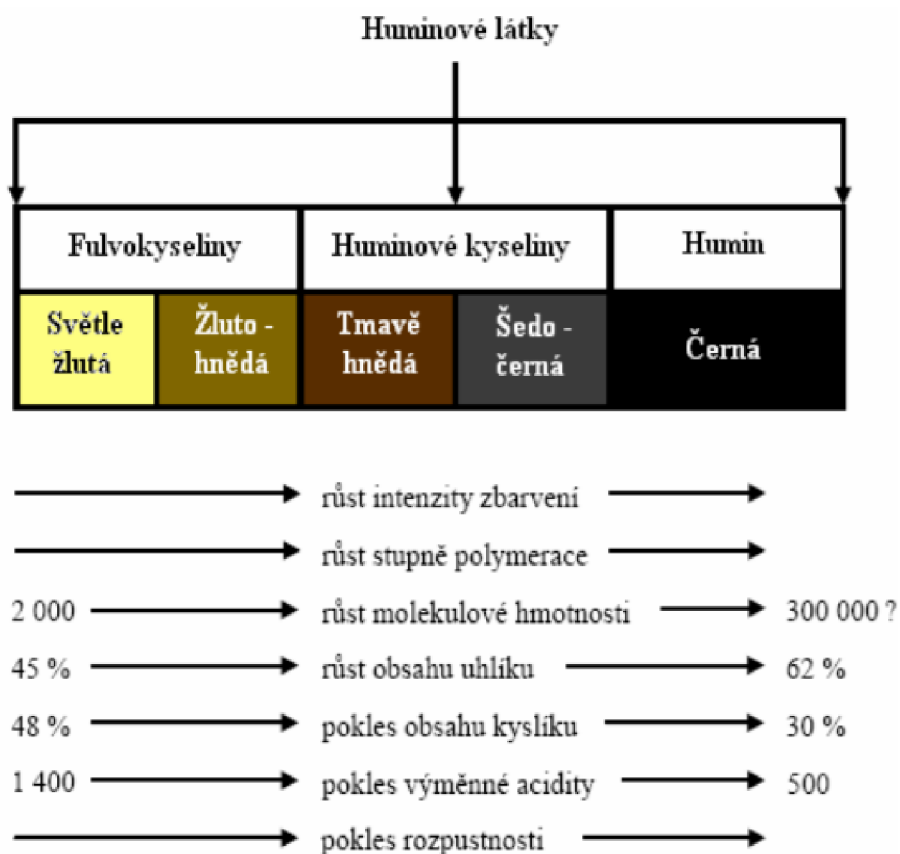 Huminové látky
Fulvokyseliny Huminové kyseliny Humin
Světle Žluto - Tmavě Šedo - Černá
žlutá hnědá hnědá černá
růst intenzity zbarvení
růst stupně polymerace
2 000 růst molekulové hmotnosti 300 000 ?
45 % růst obsahu uhlíku 62 %
48 % pokles obsahu kyslíku 30 %
1 400 pokles výměnné acidity 500
pokles rozpustnosti